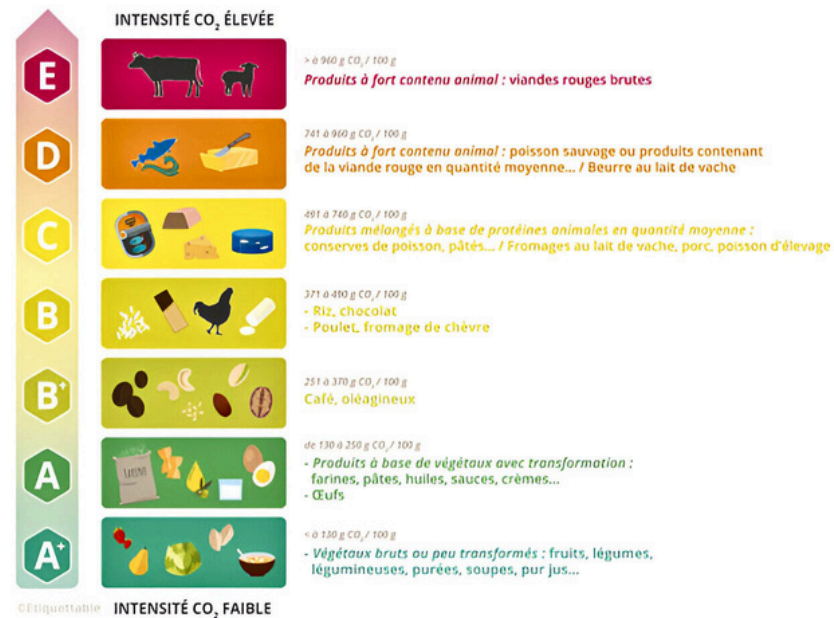 INTENSITÉ CO₂ ÉLEVÉE
E
> à 960 g CO₂ / 100 g
Produits à fort contenu animal : viandes rouges brutes
D
741 à 960 g CO₂ / 100 g
Produits à fort contenu animal : poisson sauvage ou produits contenant
de la viande rouge en quantité moyenne... / Beurre au lait de vache
C
491 à 740 g CO₂ / 100 g
Produits mélangés à base de protéines animales en quantité moyenne :
conserves de poisson, pâtés... / Fromages au lait de vache, porc, poisson d'élevage
B
371 à 490 g CO₂ / 100 g
- Riz, chocolat
- Poulet, fromage de chèvre
B⁺
251 à 370 g CO₂ / 100 g
Café, oléagineux
A
de 130 à 250 g CO₂ / 100 g
- Produits à base de végétaux avec transformation :
farines, pâtes, huiles, sauces, crèmes...
- Œufs
A⁺
< à 130 g CO₂ / 100 g
- Végétaux bruts ou peu transformés : fruits, légumes,
légumineuses, purées, soupes, pur jus...
©Etiquettable
INTENSITÉ CO₂ FAIBLE